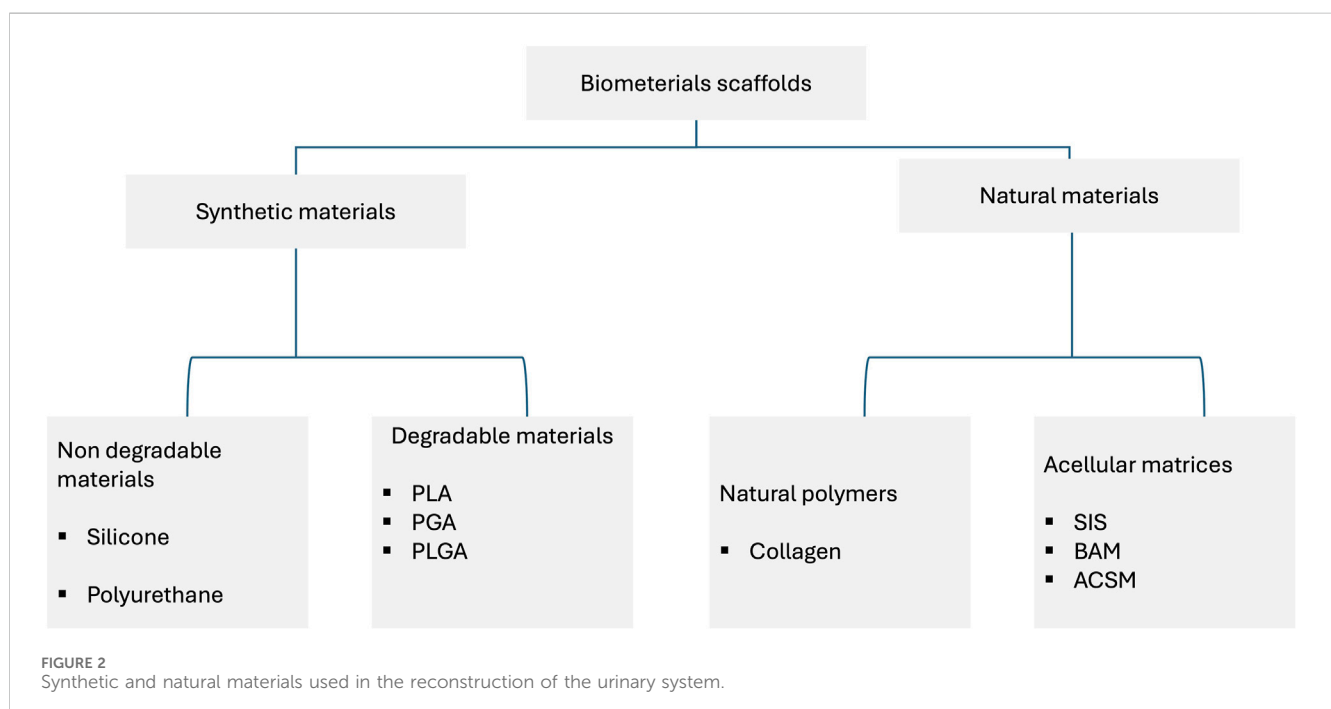 Biometerials scaffolds
Synthetic materials
Natural materials
Non degradable
materials
▪ Silicone
▪ Polyurethane
Degradable materials
▪ PLA
▪ PGA
▪ PLGA
Natural polymers
▪ Collagen
Acellular matrices
▪ SIS
▪ BAM
▪ ACSM
FIGURE 2
Synthetic and natural materials used in the reconstruction of the urinary system.